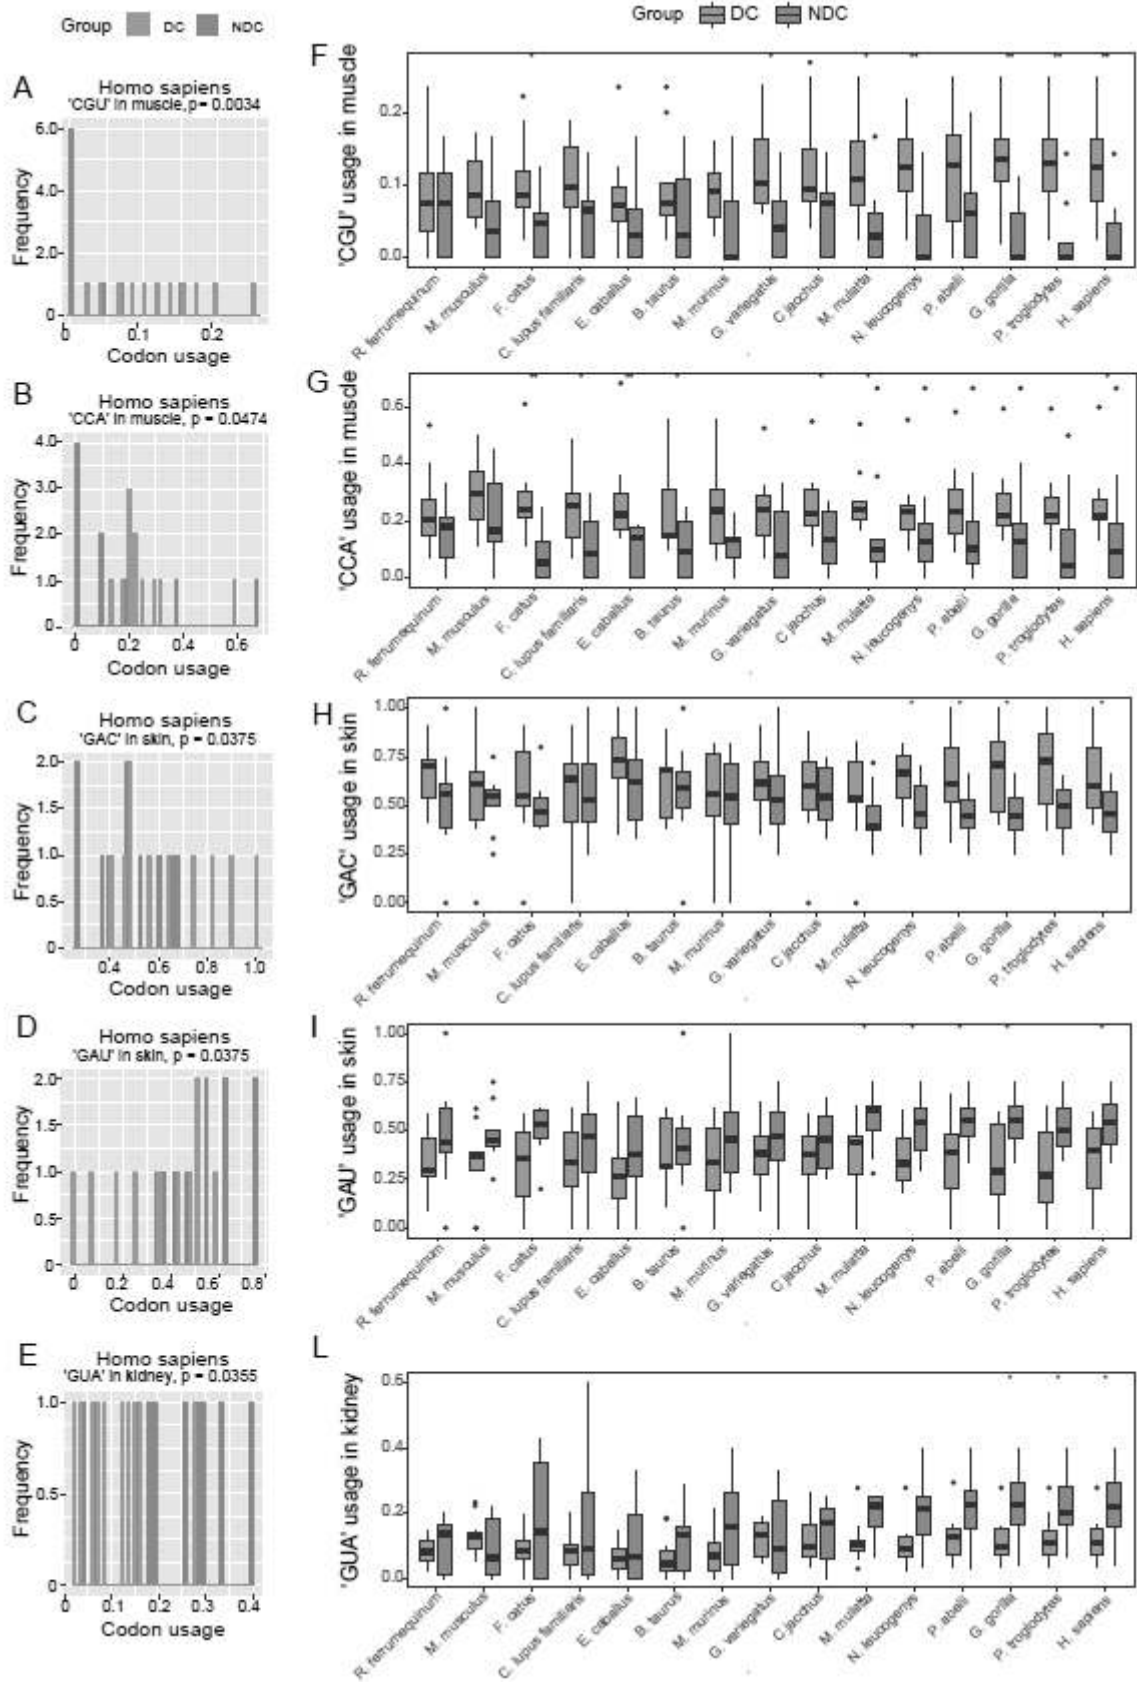 Group DC NDC
Group DC NDC
A
Homo sapiens
'CGU' in muscle,p= 0.0034
Frequency
6.0
4.0
2.0
0
0 0.1 0.2
Codon usage
B
Homo sapiens
'CCA' in muscle, p = 0.0474
Frequency
4.0
3.0
2.0
1.0
0
0 0.2 0.4 0.6
Codon usage
C
Homo sapiens
'GAC' in skin, p = 0.0375
Frequency
2.0
1.5
1.0
0.5
0
0.4 0.6 0.8 1.0
Codon usage
D
Homo sapiens
'GAU' in skin, p = 0.0375
Frequency
2.0
1.5
1.0
0.5
0
0 0.2 0.4 0.6 0.8
Codon usage
E
Homo sapiens
'GUA' in kidney, p = 0.0355
Frequency
1.0
0.5
0
0 0.1 0.2 0.3 0.4
Codon usage
F
'CGU' usage in muscle
0.2
0.1
0.0
R. ferrumequinum M. musculus F. catus C. lupus familiaris E. caballus B. taurus M. murinus G. variegatus C jacchus M. mulatta N. leucogenys P. abelii G. gorilla P. troglodytes H. sapiens
G
'CCA' usage in muscle
0.6
0.4
0.2
0.0
R. ferrumequinum M. musculus F. catus C. lupus familiaris E. caballus B. taurus M. murinus G. variegatus C jacchus M. mulatta N. leucogenys P. abelii G. gorilla P. troglodytes H. sapiens
H
'GAC' usage in skin
1.00
0.75
0.50
0.25
0.00
R. ferrumequinum M. musculus F. catus C. lupus familiaris E. caballus B. taurus M. murinus G. variegatus C jacchus M. mulatta N. leucogenys P. abelii G. gorilla P. troglodytes H. sapiens
I
'GAU' usage in skin
1.00
0.75
0.50
0.25
0.00
R. ferrumequinum M. musculus F. catus C. lupus familiaris E. caballus B. taurus M. murinus G. variegatus C jacchus M. mulatta N. leucogenys P. abelii G. gorilla P. troglodytes H. sapiens
L
'GUA' usage in kidney
0.6
0.4
0.2
0.0
R. ferrumequinum M. musculus F. catus C. lupus familiaris E. caballus B. taurus M. murinus G. variegatus C jacchus M. mulatta N. leucogenys P. abelii G. gorilla P. troglodytes H. sapiens